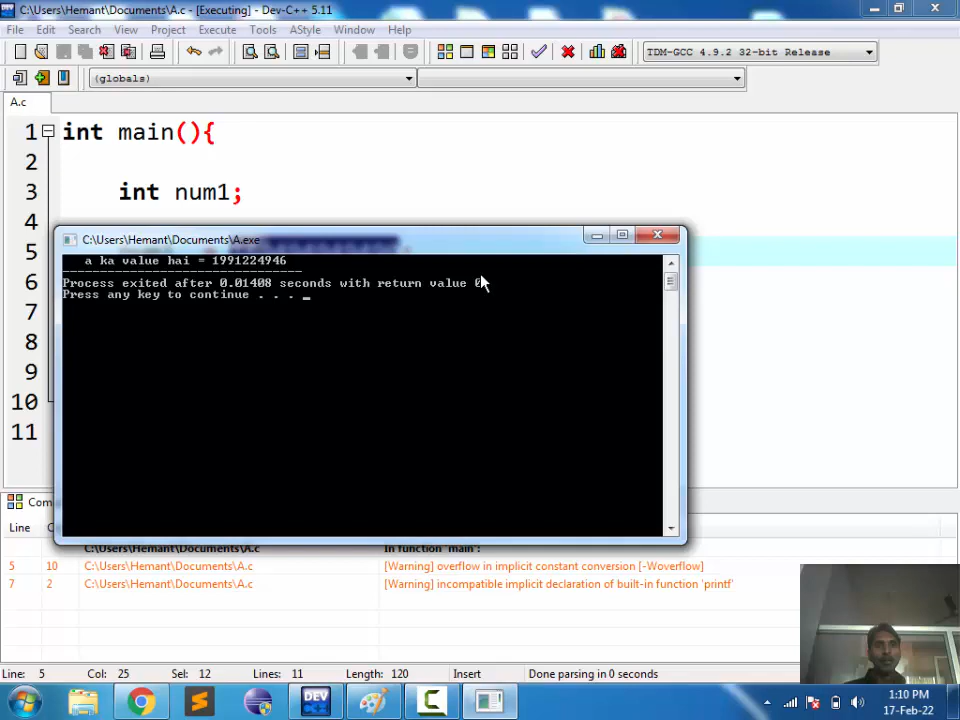 C:\Users\Hemant\Documents\A.c - [Executing] - Dev-C++ 5.11
File Edit Search View Project Execute Tools AStyle Window Help
TDM-GCC 4.9.2 32-bit Release
(globals)
A.c
1 int main(){
2
3 int num1;
4
5
6
7
8
9
10
11
C:\Users\Hemant\Documents\A.exe
a ka value hai = 1991224946
--------------------------------
Process exited after 0.01408 seconds with return value 0
Press any key to continue . . . _
Com
Line
C:\Users\Hemant\Documents\A.c In function 'main':
5 10 C:\Users\Hemant\Documents\A.c [Warning] overflow in implicit constant conversion [-Woverflow]
7 2 C:\Users\Hemant\Documents\A.c [Warning] incompatible implicit declaration of built-in function 'printf'
Line: 5 Col: 25 Sel: 12 Lines: 11 Length: 120 Insert Done parsing in 0 seconds
DEV
1:10 PM
17-Feb-22